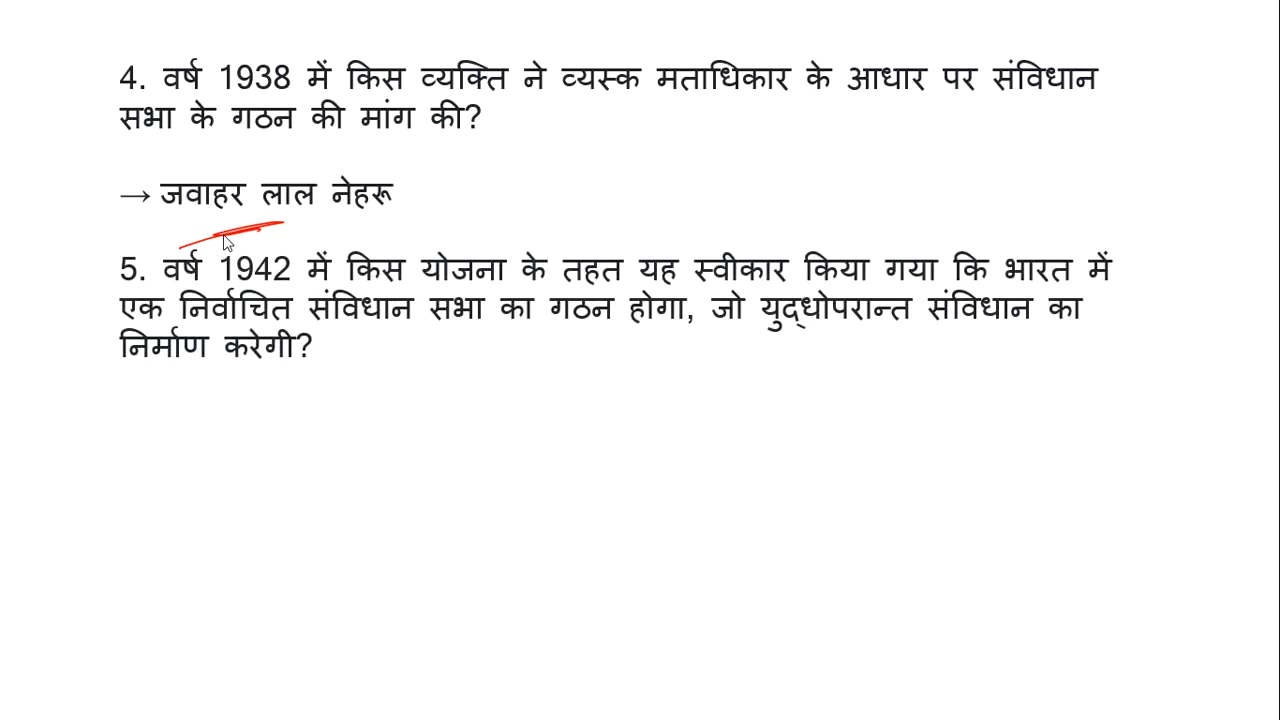 4. वर्ष 1938 में किस व्यक्ति ने व्यस्क मताधिकार के आधार पर संविधान
सभा के गठन की मांग की?
→ जवाहर लाल नेहरू
5. वर्ष 1942 में किस योजना के तहत यह स्वीकार किया गया कि भारत में
एक निर्वाचित संविधान सभा का गठन होगा, जो युद्धोपरान्त संविधान का
निर्माण करेगी?